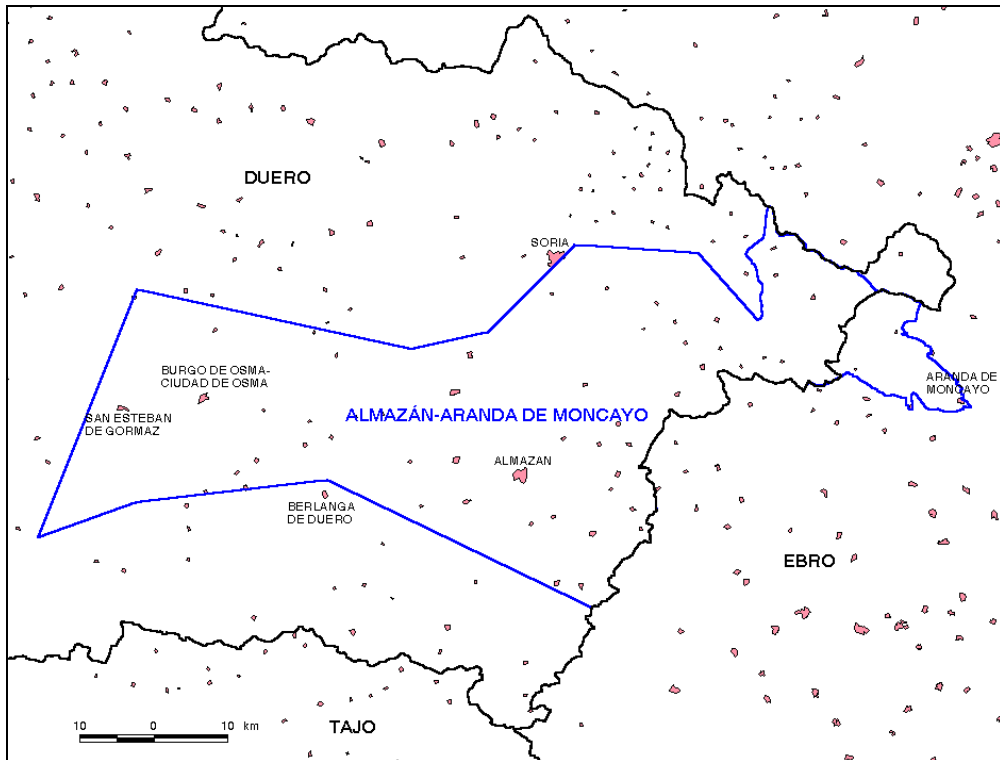 DUERO
SORIA
BURGO DE OSMA-
CIUDAD DE OSMA
ARANDA DE
MONCAYO
SAN ESTEBAN
DE GORMAZ
ALMAZÁN-ARANDA DE MONCAYO
ALMAZAN
BERLANGA
DE DUERO
EBRO
TAJO
10 0 10 km